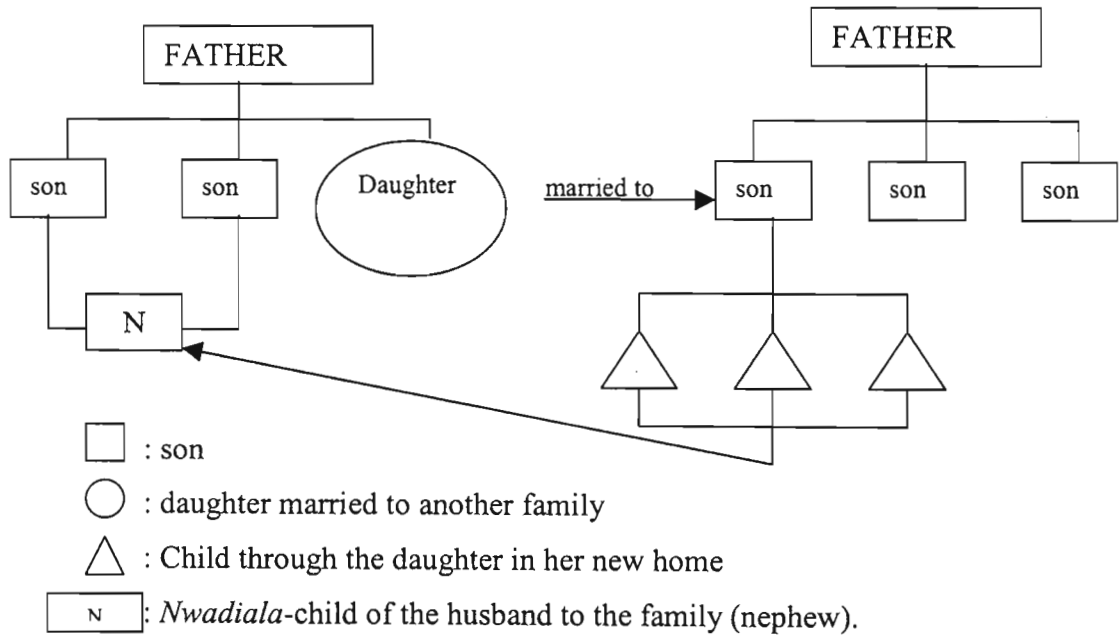 FATHER
FATHER
son
son
Daughter
married to
son
son
son
N
: son
: daughter married to another family
: Child through the daughter in her new home
N : Nwadiala-child of the husband to the family (nephew).